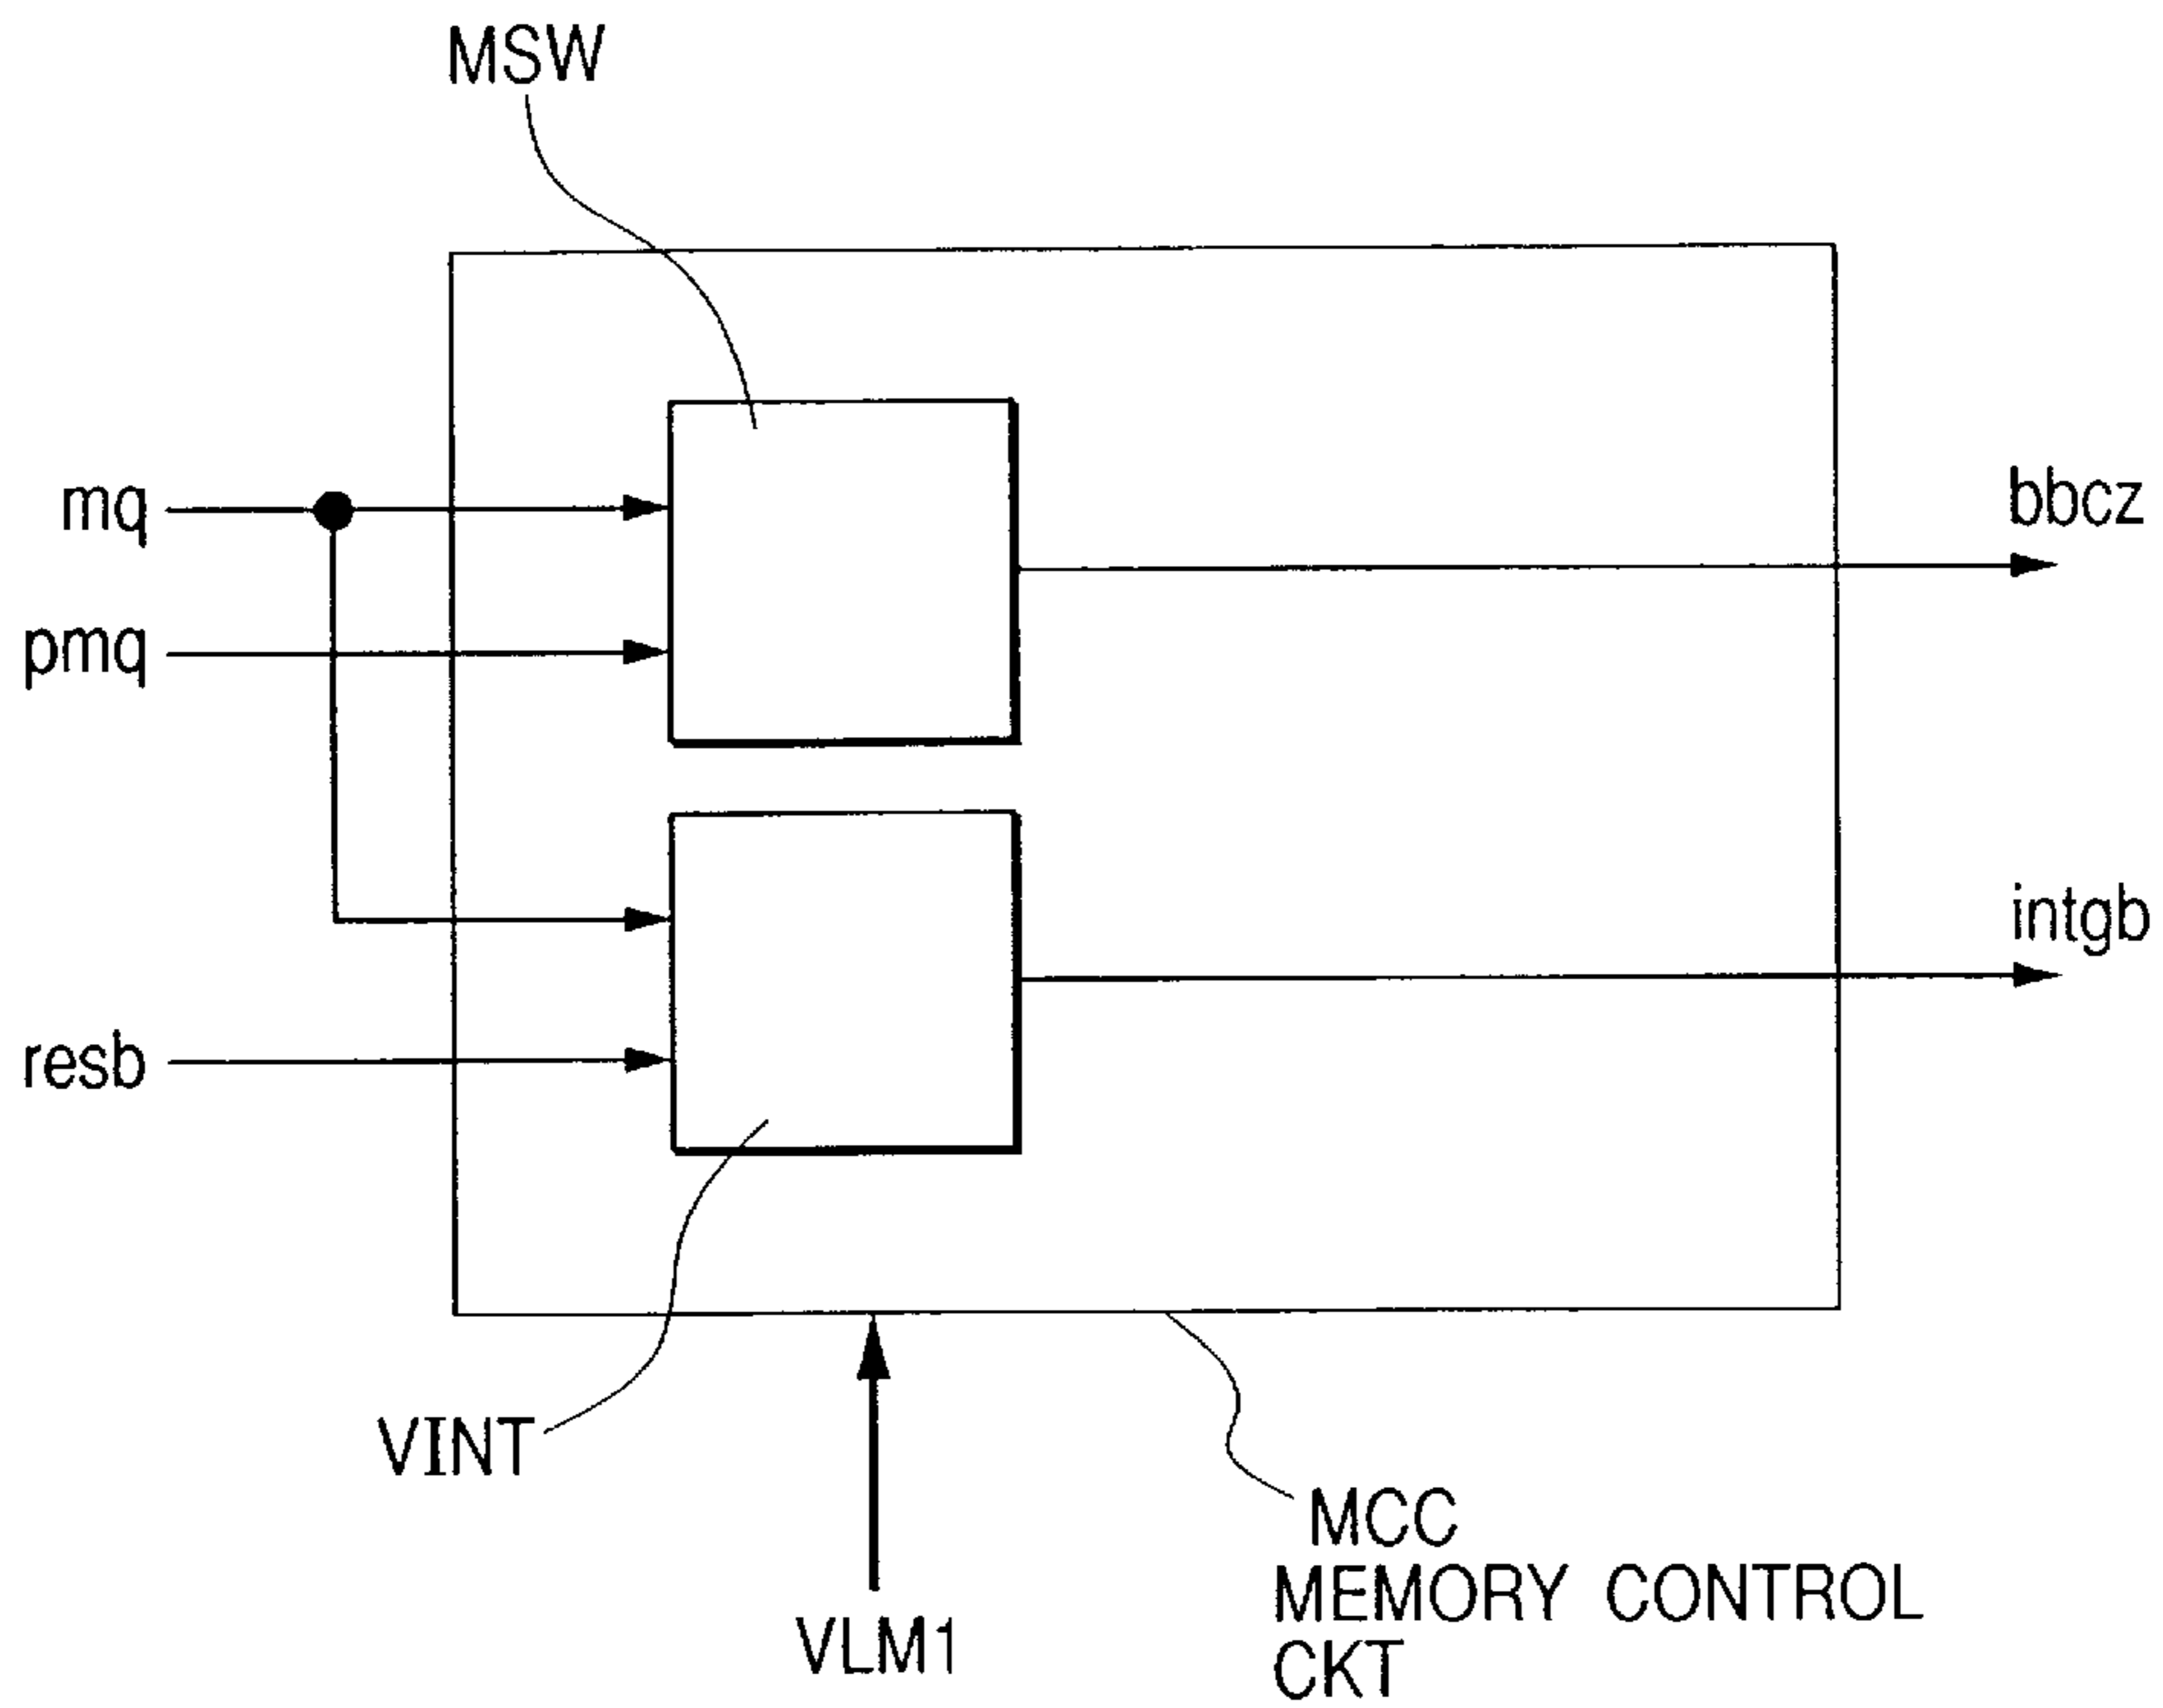 MSW
mq
bbcz
pmq
intgb
resb
VINT
MCC
MEMORY CONTROL
CKT
VLM1